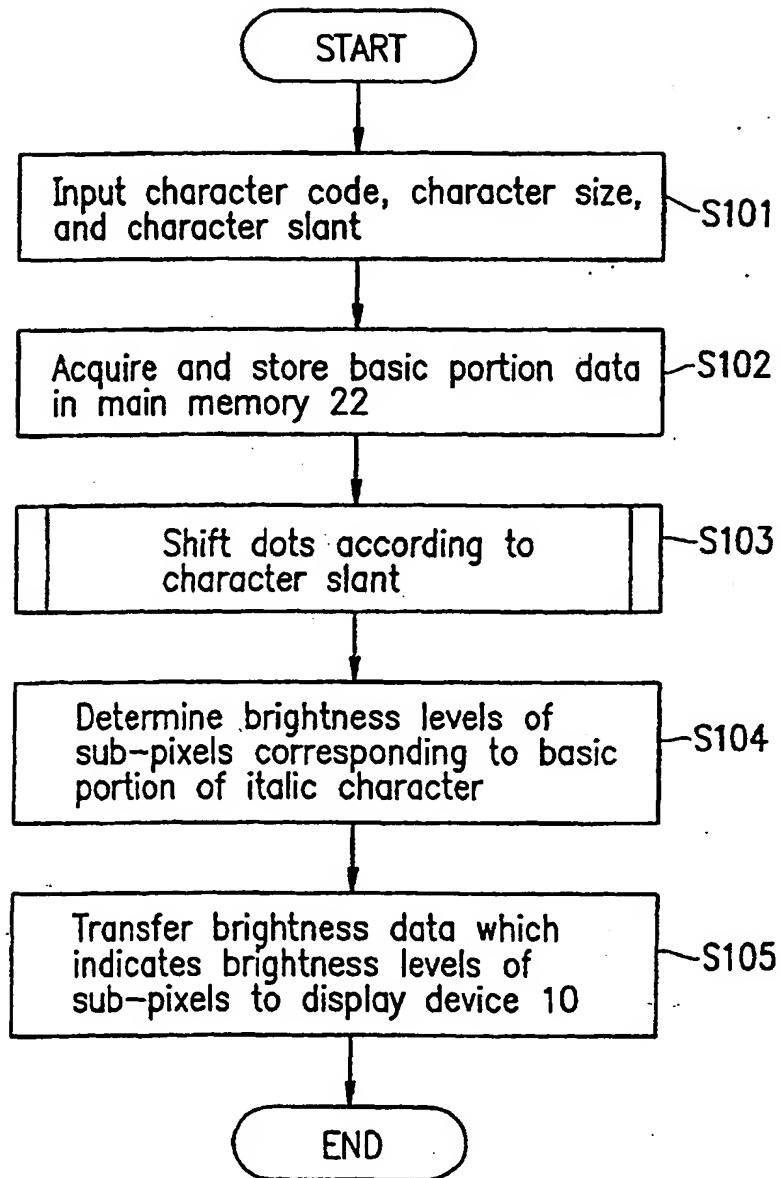 START
Input character code, character size,
and character slant
S101
Acquire and store basic portion data
in main memory 22
S102
Shift dots according to
character slant
S103
Determine brightness levels of
sub-pixels corresponding to basic
portion of italic character
S104
Transfer brightness data which
indicates brightness levels of
sub-pixels to display device 10
S105
END